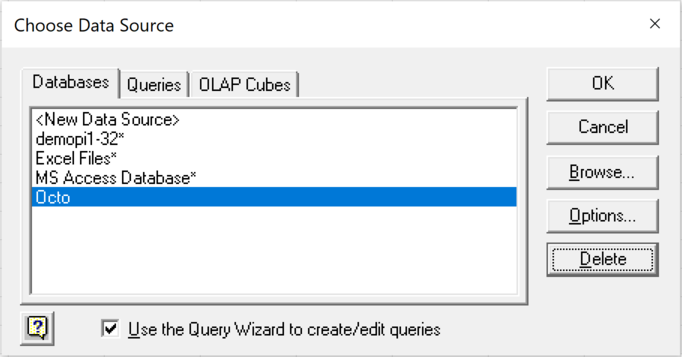 Choose Data Source
Databases Queries OLAP Cubes
<New Data Source>
demopi1-32*
Excel Files*
MS Access Database*
Octo
OK
Cancel
Browse...
Options...
Delete
?
Use the Query Wizard to create/edit queries